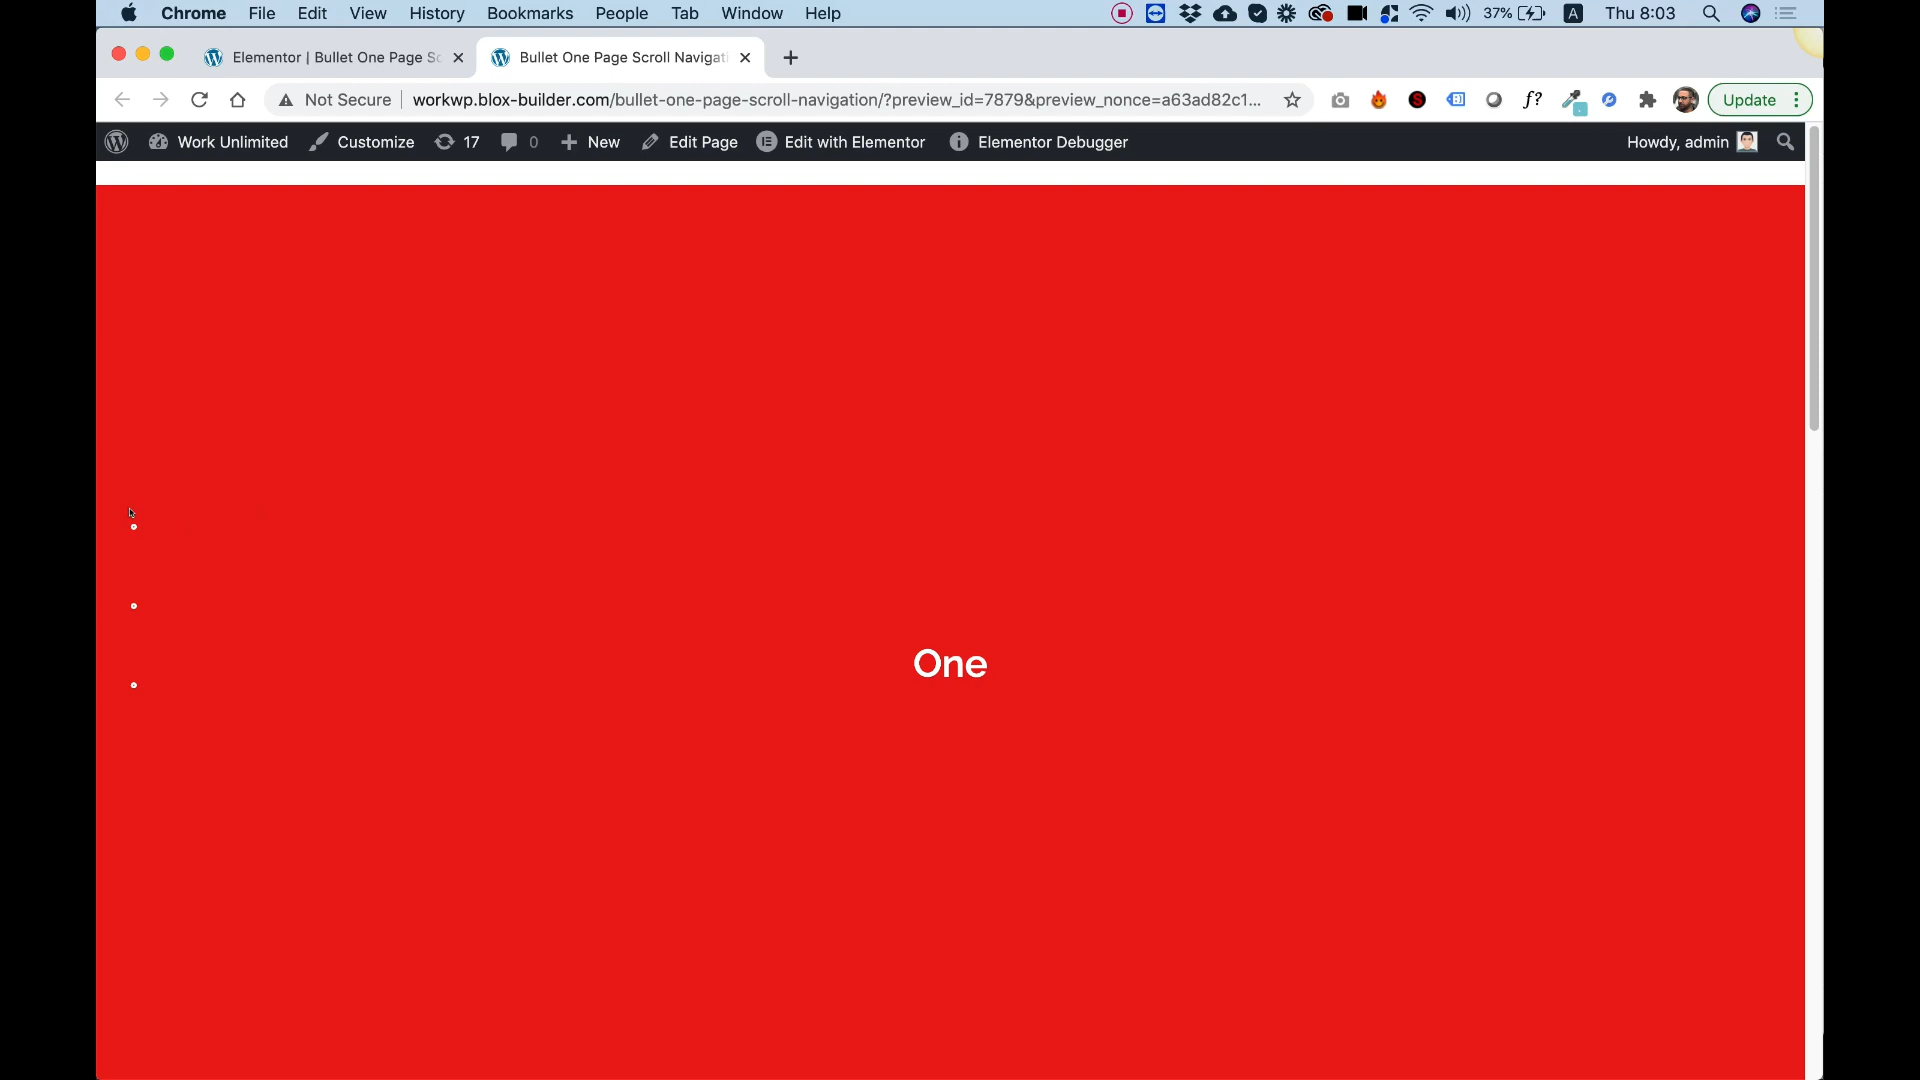 Chrome File Edit View History Bookmarks People Tab Window Help 37% A Thu 8:03
Elementor | Bullet One Page Sc Bullet One Page Scroll Navigati
Not Secure workwp.blox-builder.com/bullet-one-page-scroll-navigation/?preview_id=7879&preview_nonce=a63ad82c1... f? Update
Work Unlimited Customize 17 0 New Edit Page Edit with Elementor Elementor Debugger Howdy, admin
One